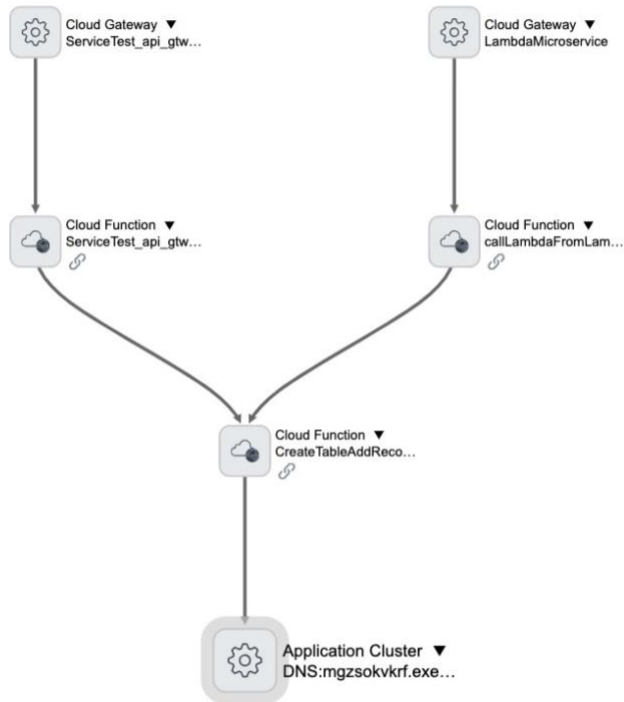 Cloud Gateway ▼
ServiceTest_api_gtw...
Cloud Gateway ▼
LambdaMicroservice
Cloud Function ▼
ServiceTest_api_gtw...
Cloud Function ▼
callLambdaFromLam...
Cloud Function ▼
CreateTableAddReco...
Application Cluster ▼
DNS:mgzsokvkrf.exe...